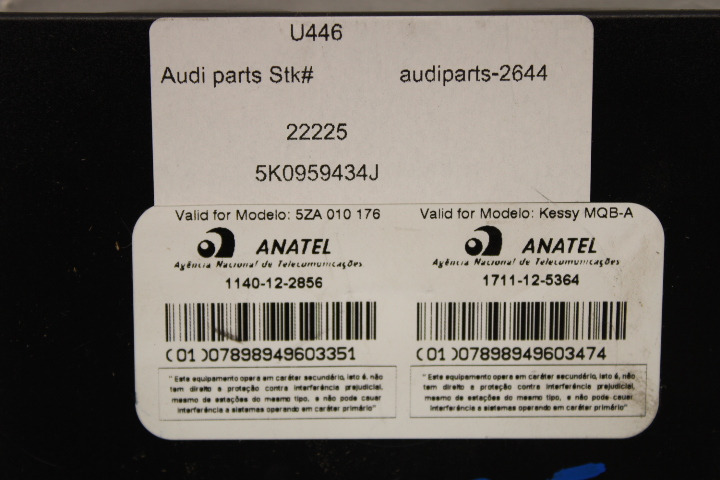 U446
Audi parts Stk# audiparts-2644
22225
5K0959434J
Valid for Modelo: 5ZA 010 176
ANATEL
Agência Nacional de Telecomunicações
1140-12-2856
(01)07898949603351
"Este equipamento opera em caráter secundário, isto é, não
tem direito a proteção contra interferência prejudicial,
mesmo de estações do mesmo tipo, e não pode causar
interferência a sistemas operando em caráter primário"
Valid for Modelo: Kessy MQB-A
ANATEL
Agência Nacional de Telecomunicações
1711-12-5364
(01)07898949603474
"Este equipamento opera em caráter secundário, isto é, não
tem direito a proteção contra interferência prejudicial,
mesmo de estações do mesmo tipo, e não pode causar
interferência a sistemas operando em caráter primário"